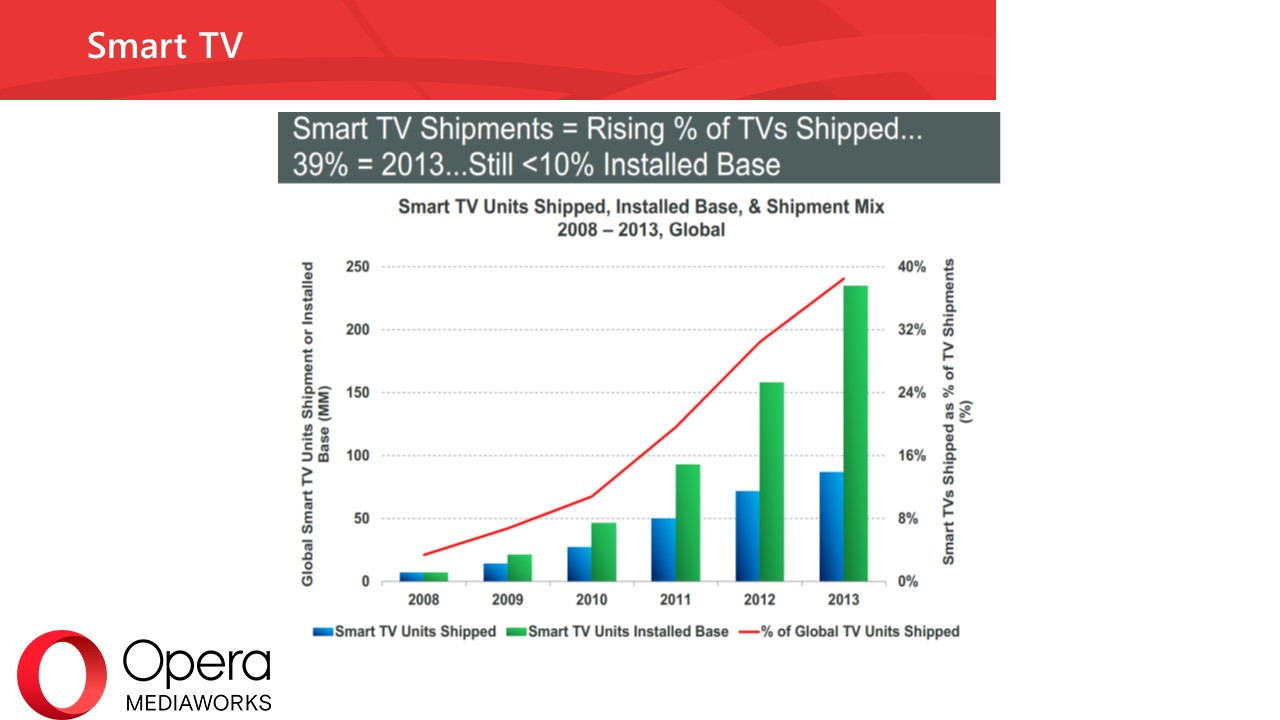 Smart TV
Smart TV Shipments = Rising % of TVs Shipped...
39% = 2013...Still <10% Installed Base
Smart TV Units Shipped, Installed Base, & Shipment Mix
2008 – 2013, Global
Global Smart TV Units Shipment or Installed
Base (MM)
250
200
150
100
50
0
40%
32%
24%
16%
8%
0%
Smart TVs Shipped as % of TV Shipments
(%)
2008 2009 2010 2011 2012 2013
Smart TV Units Shipped Smart TV Units Installed Base % of Global TV Units Shipped
Opera
MEDIAWORKS